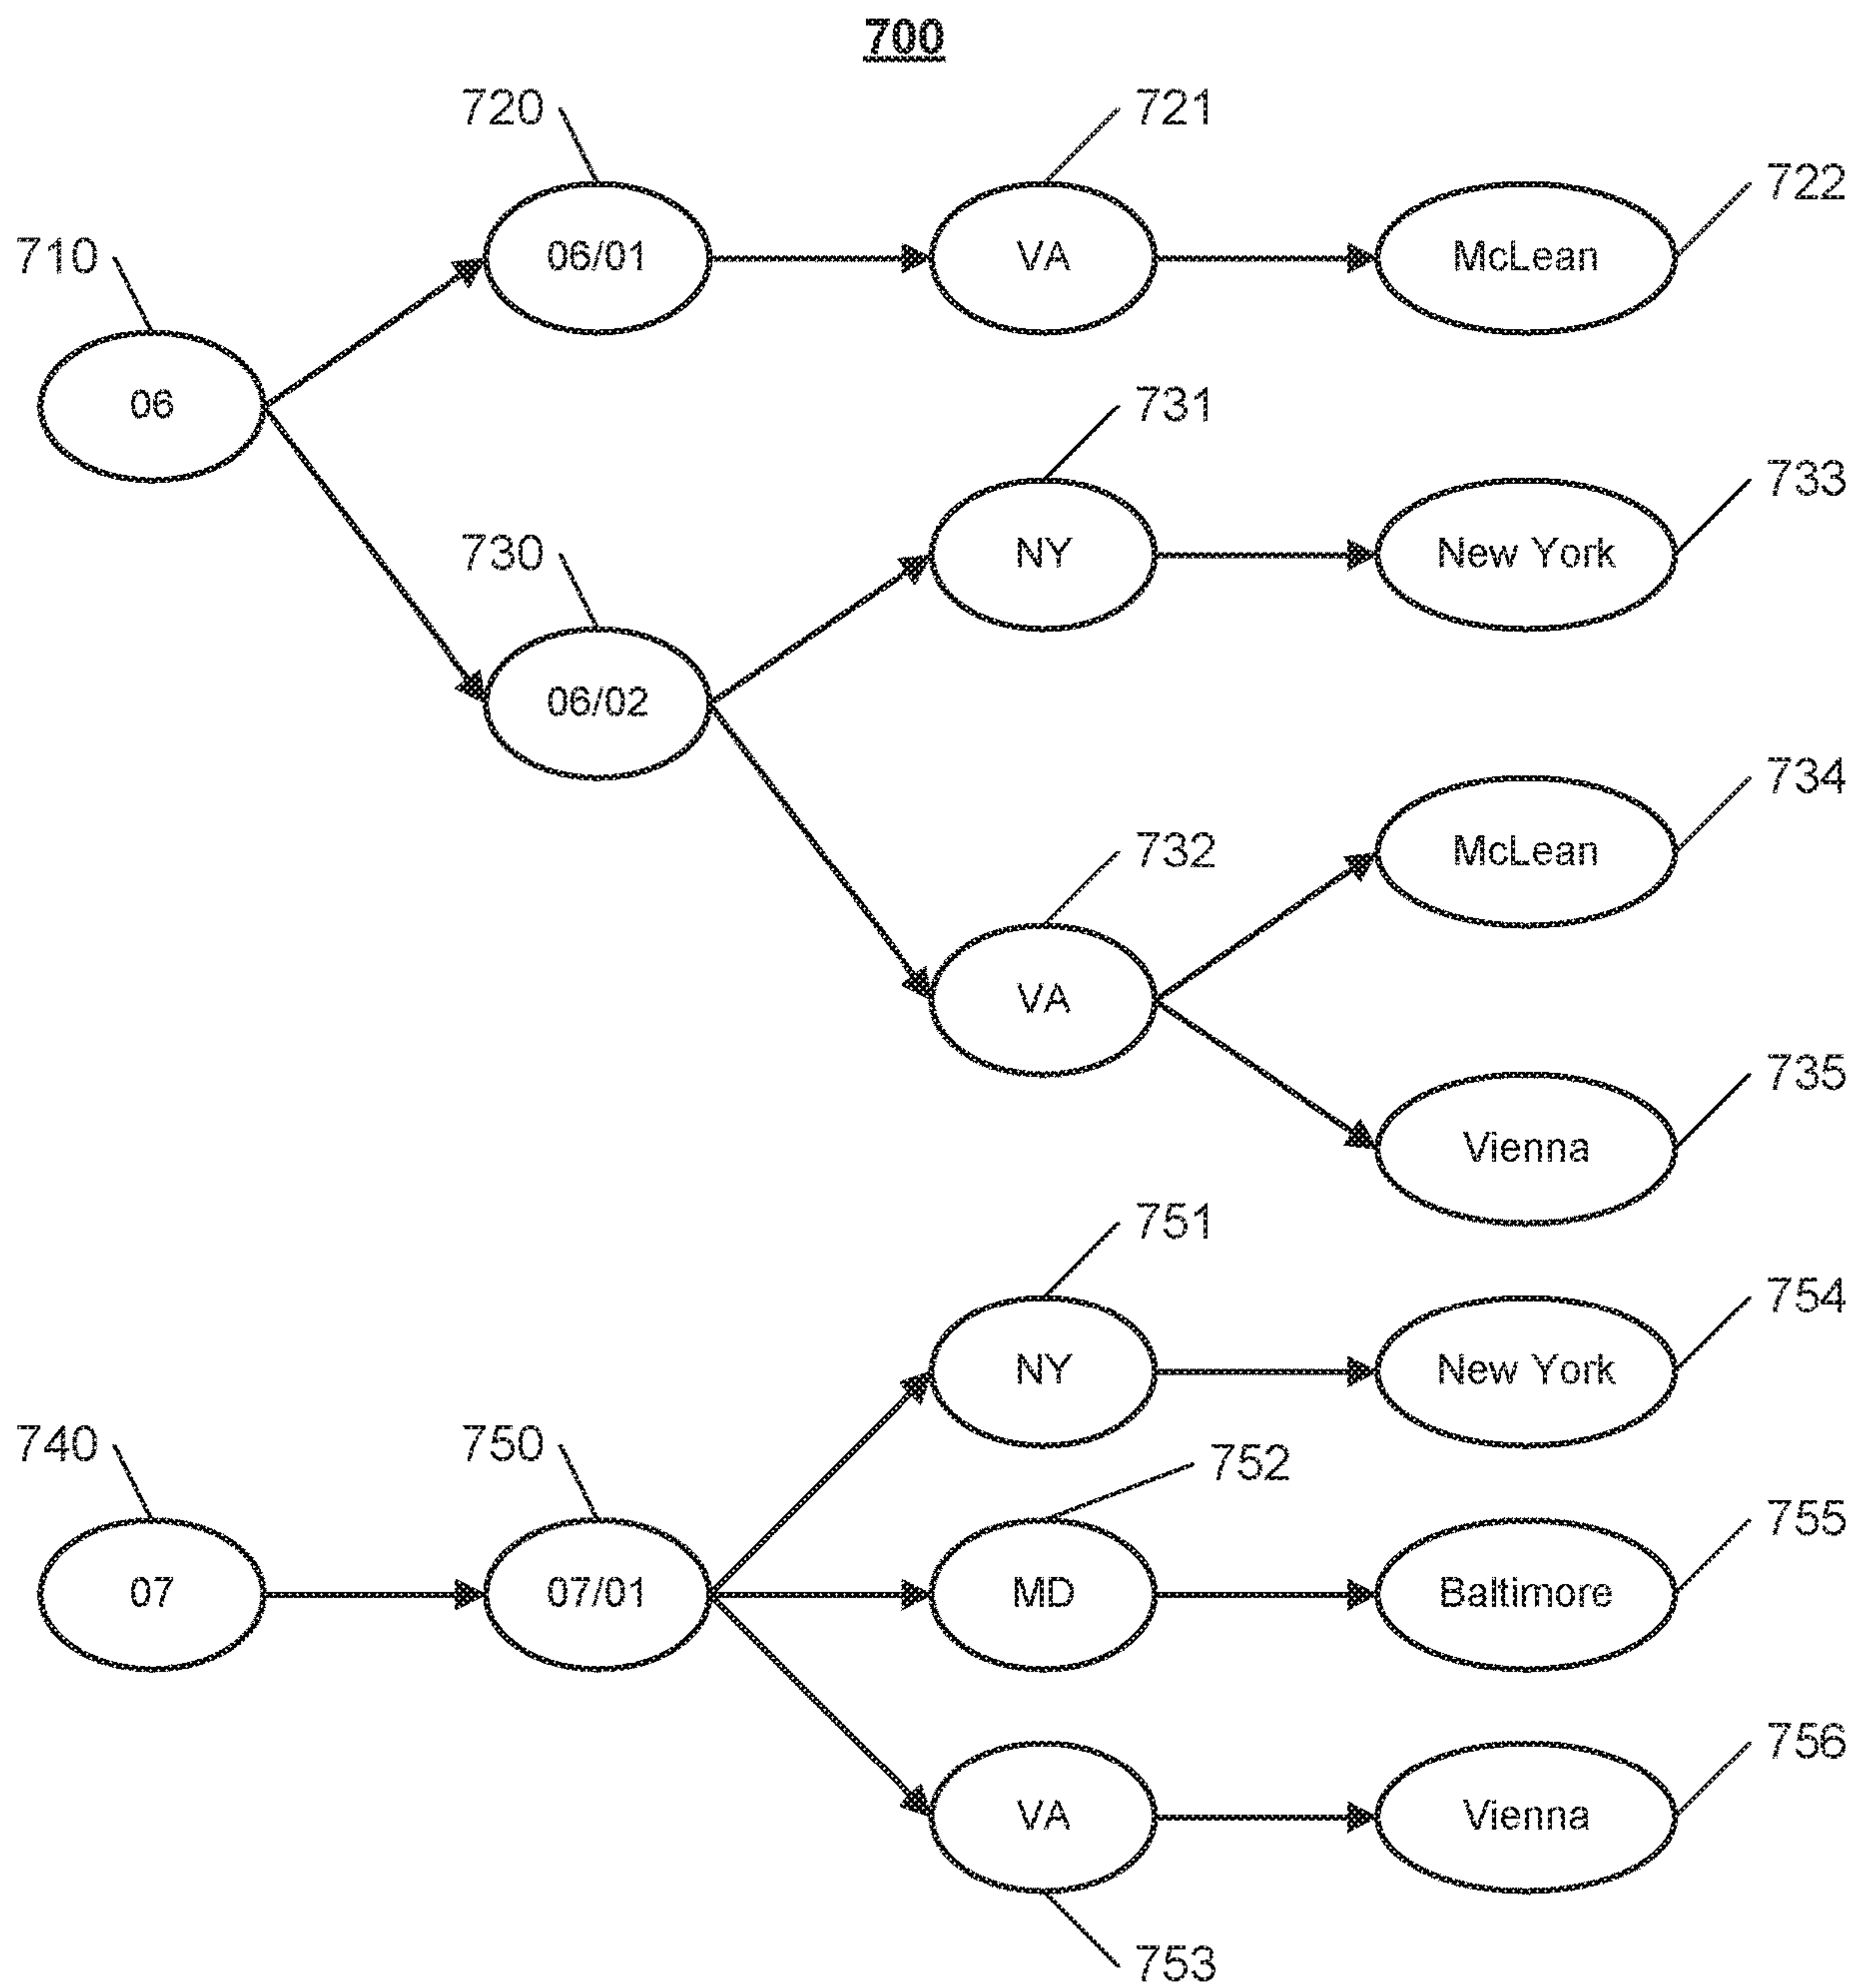 700
720
721
722
710
06/01
VA
McLean
06
731
733
730
NY
New York
06/02
734
732
McLean
VA
735
Vienna
751
754
NY
New York
740
750
752
755
07
07/01
MD
Baltimore
756
VA
Vienna
753